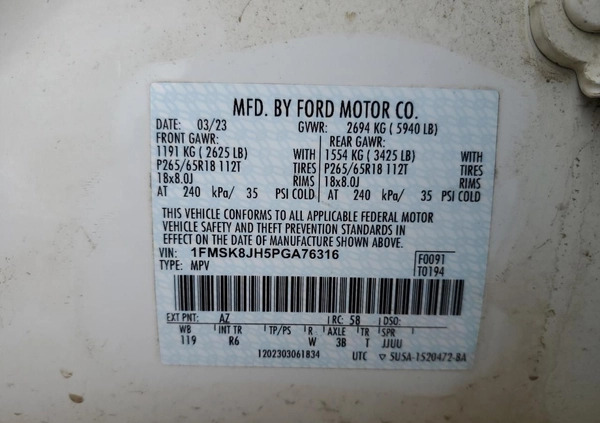 MFD. BY FORD MOTOR CO.
DATE: 03/23 GVWR: 2694 KG ( 5940 LB)
FRONT GAWR: REAR GAWR:
1191 KG ( 2625 LB) WITH 1554 KG ( 3425 LB) WITH
P265/65R18 112T TIRES P265/65R18 112T TIRES
18x8.0J RIMS 18x8.0J RIMS
AT 240 kPa/ 35 PSI COLD AT 240 kPa/ 35 PSI COLD
THIS VEHICLE CONFORMS TO ALL APPLICABLE FEDERAL MOTOR
VEHICLE SAFETY AND THEFT PREVENTION STANDARDS IN
EFFECT ON THE DATE OF MANUFACTURE SHOWN ABOVE.
VIN: 1FMSK8JH5PGA76316 F0091
TYPE: MPV T0194
EXT PNT: AZ RC: 58 DSO:
WB INT TR TP/PS R AXLE TR SPR
119 R6 W 3B T JJUU
1202303061834 UTC ▽ SU5A-1520472-BA